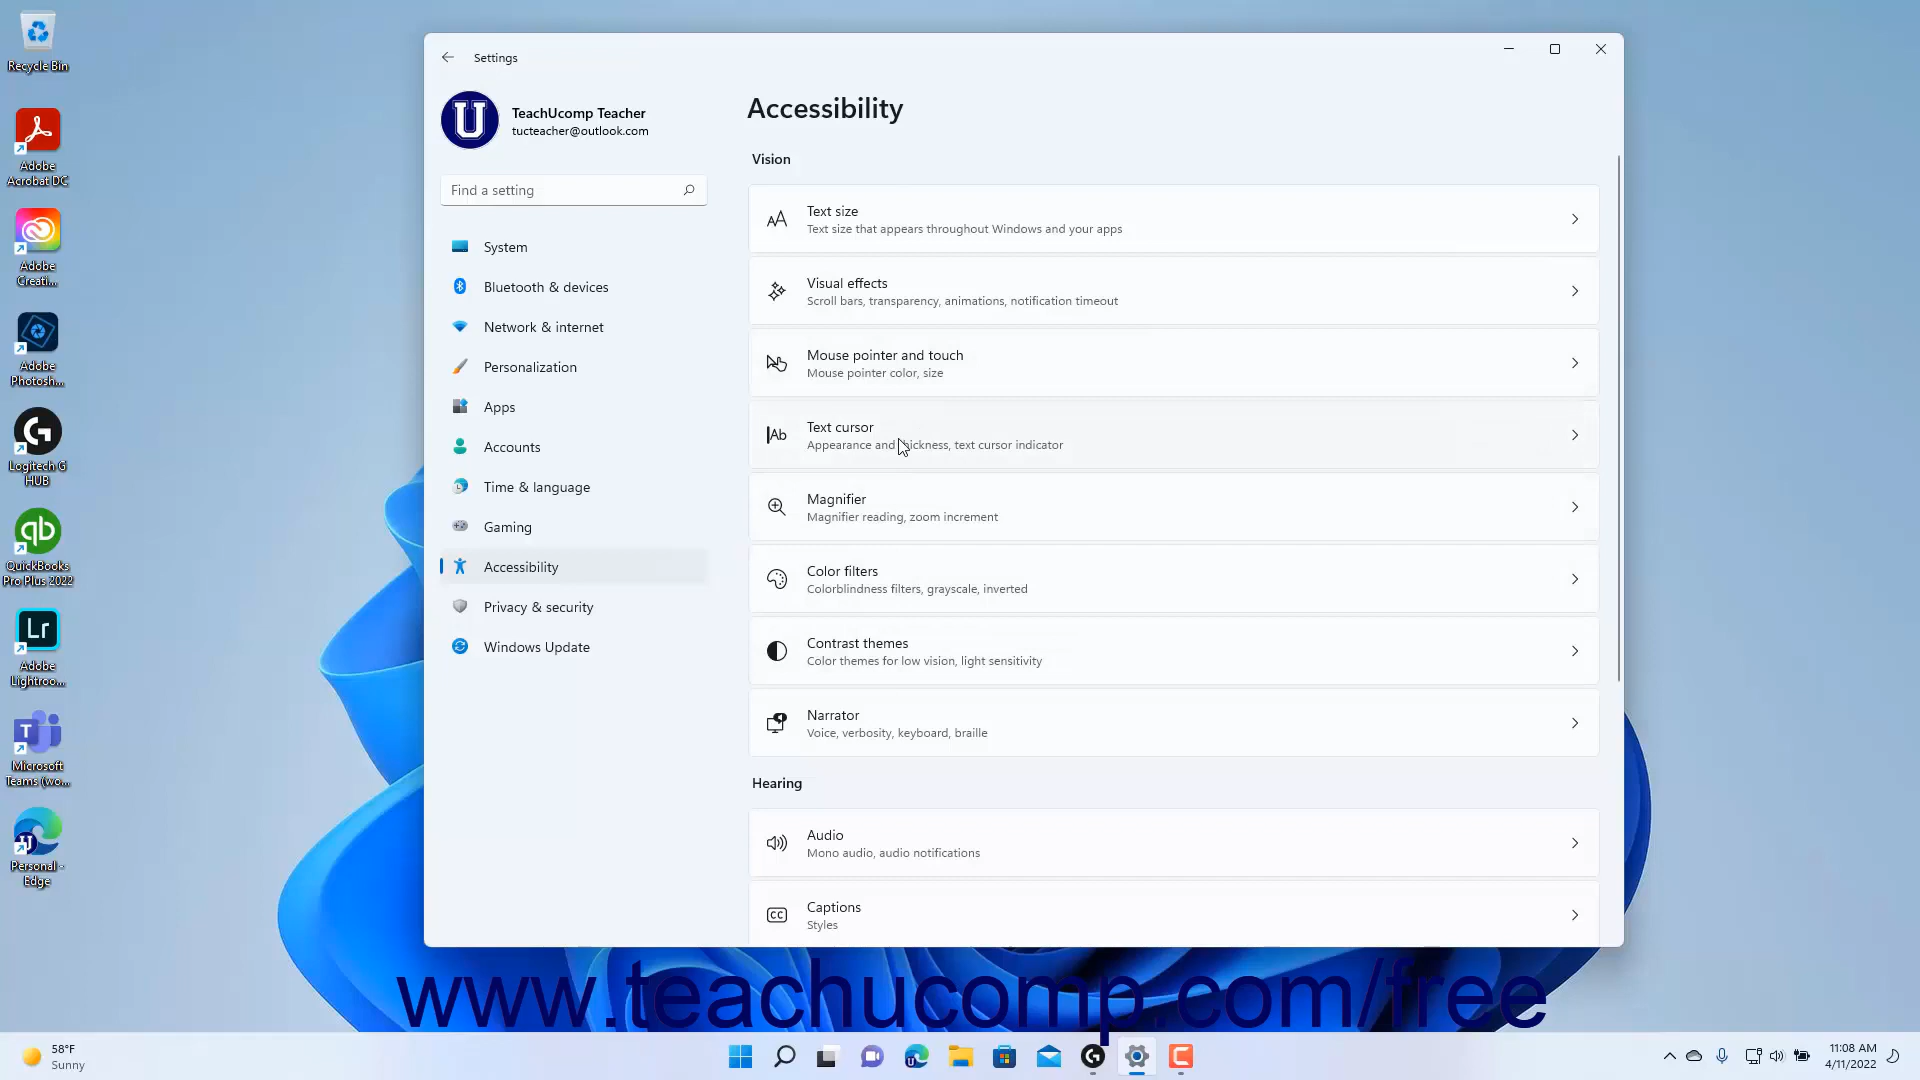 Recycle Bin
Adobe
Acrobat DC
Adobe
Creati...
Adobe
Photosh...
Logitech G
HUB
QuickBooks
Pro Plus 2022
Adobe
Lightroo...
Microsoft
Teams (wo...
Personal -
Edge
Settings
TeachUcomp Teacher
tucteacher@outlook.com
Find a setting
System
Bluetooth & devices
Network & internet
Personalization
Apps
Accounts
Time & language
Gaming
Accessibility
Privacy & security
Windows Update
Accessibility
Vision
Text size
Text size that appears throughout Windows and your apps
Visual effects
Scroll bars, transparency, animations, notification timeout
Mouse pointer and touch
Mouse pointer color, size
Text cursor
Appearance and thickness, text cursor indicator
Magnifier
Magnifier reading, zoom increment
Color filters
Colorblindness filters, grayscale, inverted
Contrast themes
Color themes for low vision, light sensitivity
Narrator
Voice, verbosity, keyboard, braille
Hearing
Audio
Mono audio, audio notifications
Captions
Styles
www.teachucomp.com/free
58°F
Sunny
11:08 AM
4/11/2022